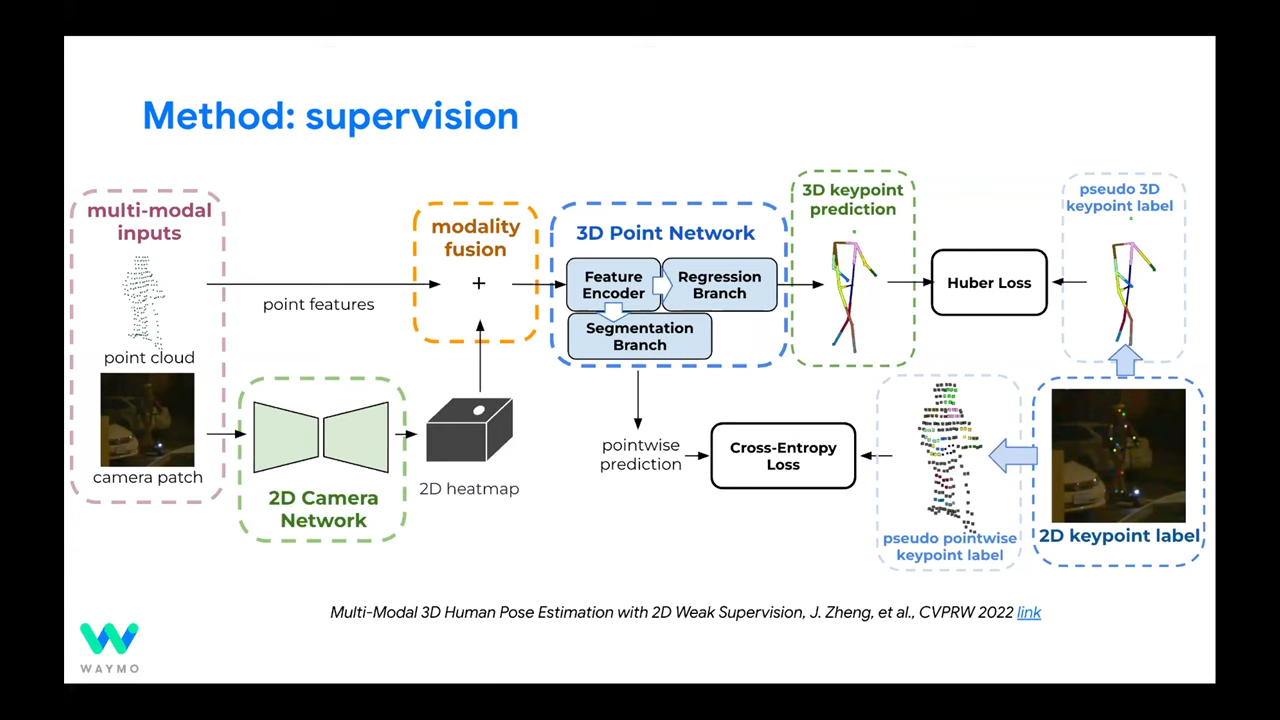 Method: supervision
multi-modal
inputs
point cloud
camera patch
point features
2D Camera
Network
2D heatmap
modality
fusion
+
3D Point Network
Feature
Encoder
Regression
Branch
Segmentation
Branch
pointwise
prediction
3D keypoint
prediction
Huber Loss
Cross-Entropy
Loss
pseudo 3D
keypoint label
pseudo pointwise
keypoint label
2D keypoint label
Multi-Modal 3D Human Pose Estimation with 2D Weak Supervision, J. Zheng, et al., CVPRW 2022 link
WAYMO